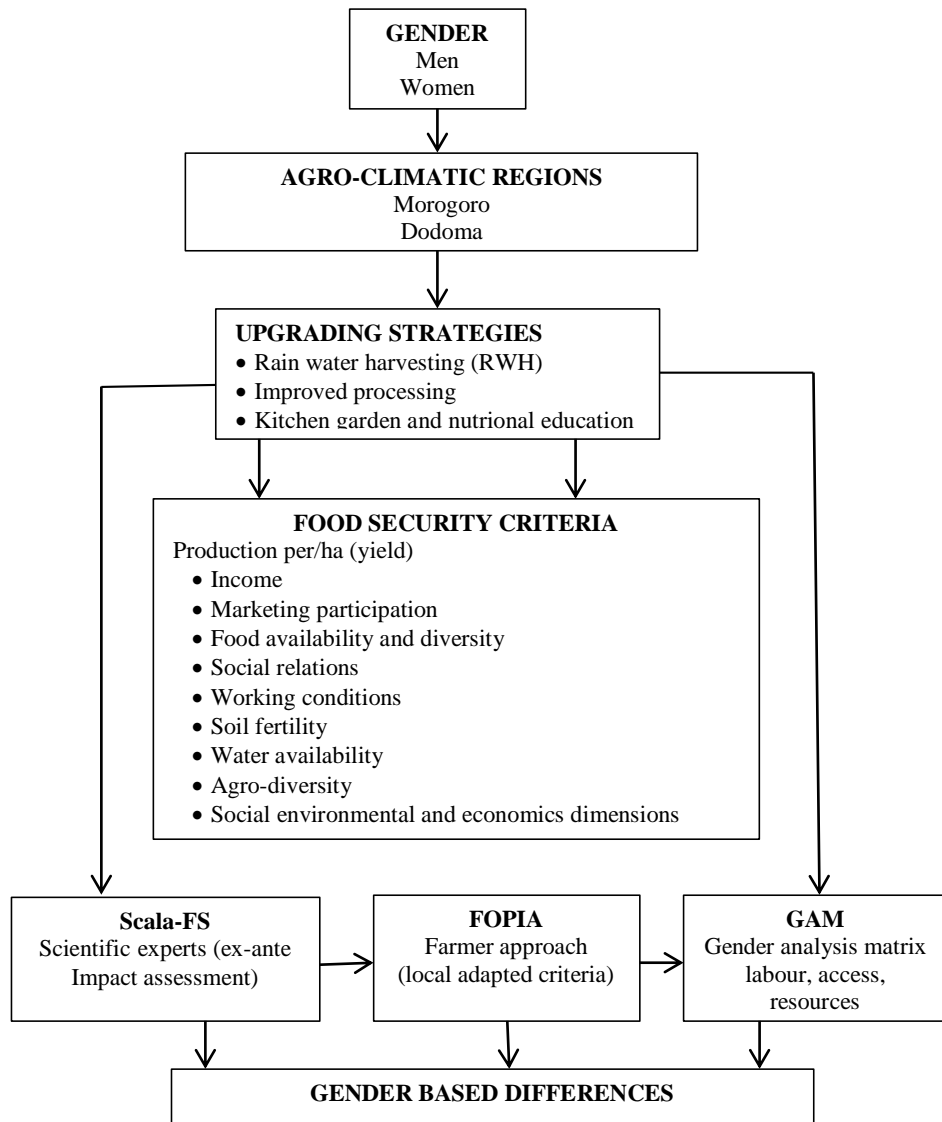 GENDER
Men
Women
AGRO-CLIMATIC REGIONS
Morogoro
Dodoma
UPGRADING STRATEGIES
• Rain water harvesting (RWH)
• Improved processing
• Kitchen garden and nutrional education
FOOD SECURITY CRITERIA
Production per/ha (yield)
• Income
• Marketing participation
• Food availability and diversity
• Social relations
• Working conditions
• Soil fertility
• Water availability
• Agro-diversity
• Social environmental and economics dimensions
Scala-FS
Scientific experts (ex-ante
Impact assessment)
FOPIA
Farmer approach
(local adapted criteria)
GAM
Gender analysis matrix
labour, access,
resources
GENDER BASED DIFFERENCES